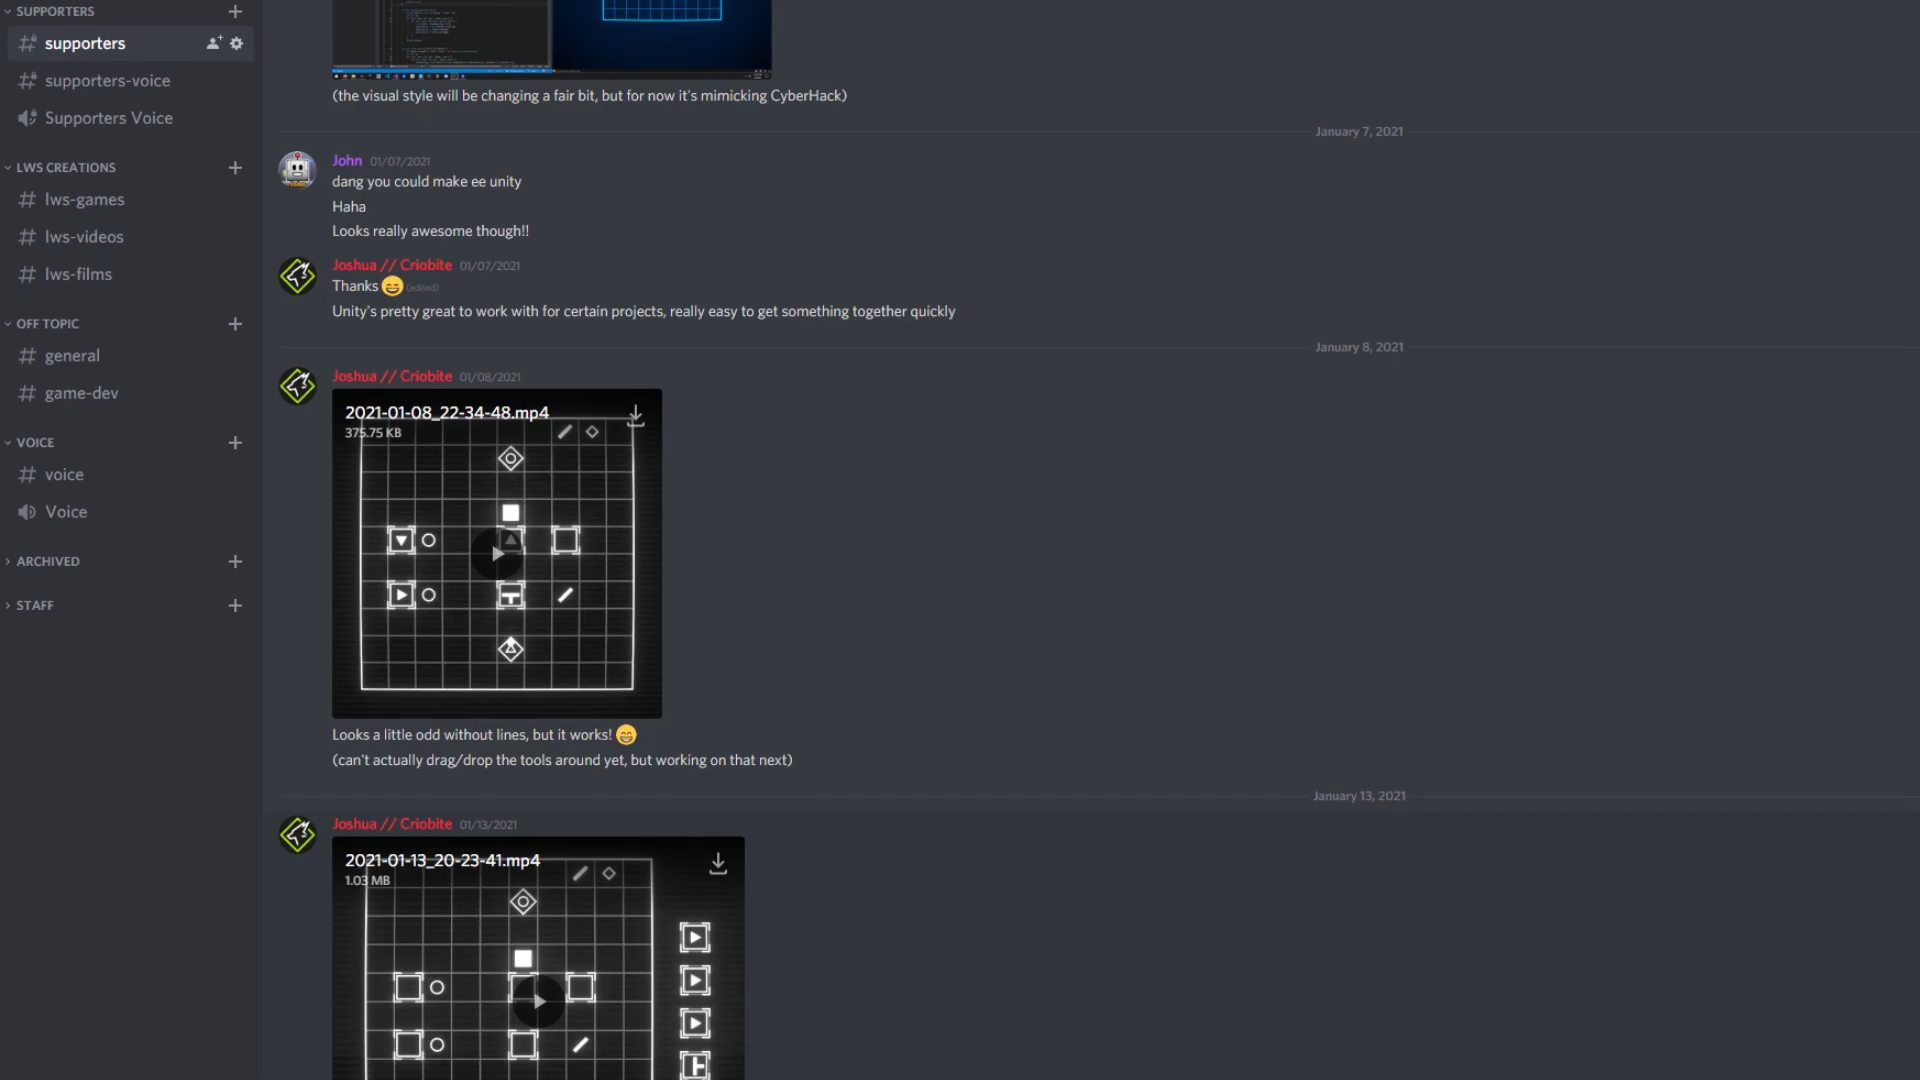 SUPPORTERS
supporters
supporters-voice
Supporters Voice
LWS CREATIONS
lws-games
lws-videos
lws-films
OFF TOPIC
general
game-dev
VOICE
voice
Voice
ARCHIVED
STAFF
(the visual style will be changing a fair bit, but for now it's mimicking CyberHack)
January 7, 2021
John 01/07/2021
dang you could make ee unity
Haha
Looks really awesome though!!
Joshua // Criobite 01/07/2021
Thanks 😄 (edited)
Unity's pretty great to work with for certain projects, really easy to get something together quickly
January 8, 2021
Joshua // Criobite 01/08/2021
2021-01-08_22-34-48.mp4
375.75 KB
Looks a little odd without lines, but it works! 😄
(can't actually drag/drop the tools around yet, but working on that next)
January 13, 2021
Joshua // Criobite 01/13/2021
2021-01-13_20-23-41.mp4
1.03 MB